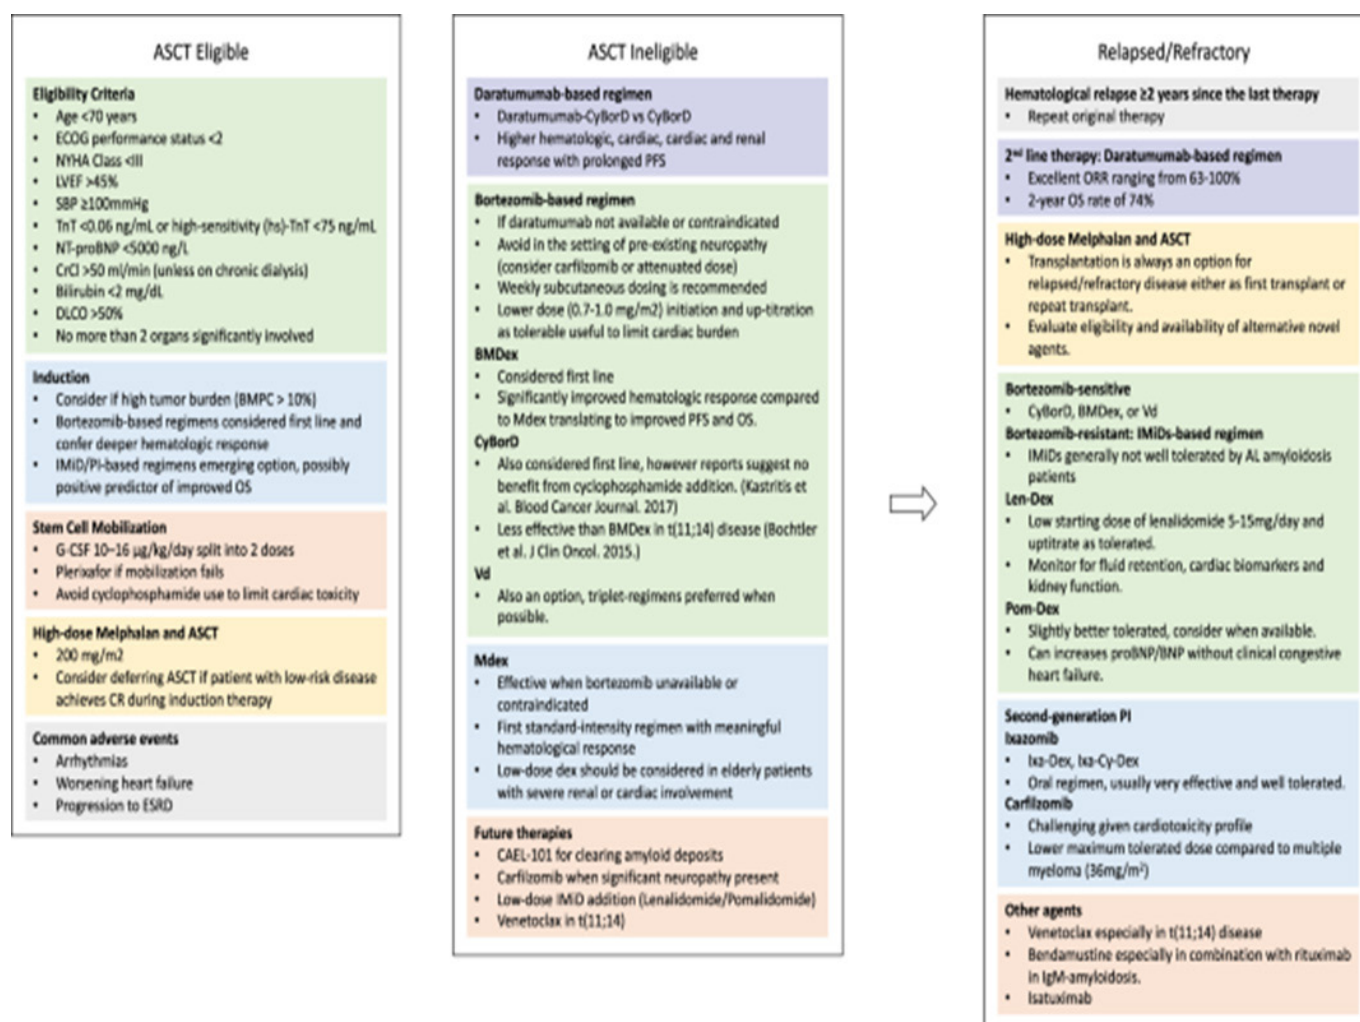 ASCT Eligible
Eligibility Criteria
• Age <70 years
• ECOG performance status <2
• NYHA Class <III
• LVEF >45%
• SBP ≥100mmHg
• TnT <0.06 ng/mL or high-sensitivity (hs)-TnT <75 ng/mL
• NT-proBNP <5000 ng/L
• CrCl >50 ml/min (unless on chronic dialysis)
• Bilirubin <2 mg/dL
• DLCO >50%
• No more than 2 organs significantly involved
Induction
• Consider if high tumor burden (BMPC > 10%)
• Bortezomib-based regimens considered first line and
confer deeper hematologic response
• IMiD/PI-based regimens emerging option, possibly
positive predictor of improved OS
Stem Cell Mobilization
• G-CSF 10–16 μg/kg/day split into 2 doses
• Plerixafor if mobilization fails
• Avoid cyclophosphamide use to limit cardiac toxicity
High-dose Melphalan and ASCT
• 200 mg/m2
• Consider deferring ASCT if patient with low-risk disease
achieves CR during induction therapy
Common adverse events
• Arrhythmias
• Worsening heart failure
• Progression to ESRD
ASCT Ineligible
Daratumumab-based regimen
• Daratumumab-CyBorD vs CyBorD
• Higher hematologic, cardiac, cardiac and renal
response with prolonged PFS
Bortezomib-based regimen
• If daratumumab not available or contraindicated
• Avoid in the setting of pre-existing neuropathy
(consider carfilzomib or attenuated dose)
• Weekly subcutaneous dosing is recommended
• Lower dose (0.7-1.0 mg/m2) initiation and up-titration
as tolerable useful to limit cardiac burden
BMDex
• Considered first line
• Significantly improved hematologic response compared
to Mdex translating to improved PFS and OS.
CyBorD
• Also considered first line, however reports suggest no
benefit from cyclophosphamide addition. (Kastritis et
al. Blood Cancer Journal. 2017)
• Less effective than BMDex in t(11;14) disease (Bochtler
et al. J Clin Oncol. 2015.)
Vd
• Also an option, triplet-regimens preferred when
possible.
Mdex
• Effective when bortezomib unavailable or
contraindicated
• First standard-intensity regimen with meaningful
hematological response
• Low-dose dex should be considered in elderly patients
with severe renal or cardiac involvement
Future therapies
• CAEL-101 for clearing amyloid deposits
• Carfilzomib when significant neuropathy present
• Low-dose IMiD addition (Lenalidomide/Pomalidomide)
• Venetoclax in t(11;14)
Relapsed/Refractory
Hematological relapse ≥2 years since the last therapy
• Repeat original therapy
2nd line therapy: Daratumumab-based regimen
• Excellent ORR ranging from 63-100%
• 2-year OS rate of 74%
High-dose Melphalan and ASCT
• Transplantation is always an option for
relapsed/refractory disease either as first transplant or
repeat transplant.
• Evaluate eligibility and availability of alternative novel
agents.
Bortezomib-sensitive
• CyBorD, BMDex, or Vd
Bortezomib-resistant: IMiDs-based regimen
• IMiDs generally not well tolerated by AL amyloidosis
patients
Len-Dex
• Low starting dose of lenalidomide 5-15mg/day and
uptitrate as tolerated.
• Monitor for fluid retention, cardiac biomarkers and
kidney function.
Pom-Dex
• Slightly better tolerated, consider when available.
• Can increases proBNP/BNP without clinical congestive
heart failure.
Second-generation PI
Ixazomib
• Ixa-Dex, Ixa-Cy-Dex
• Oral regimen, usually very effective and well tolerated.
Carfilzomib
• Challenging given cardiotoxicity profile
• Lower maximum tolerated dose compared to multiple
myeloma (36mg/m²)
Other agents
• Venetoclax especially in t(11;14) disease
• Bendamustine especially in combination with rituximab
in IgM-amyloidosis.
• Isatuximab